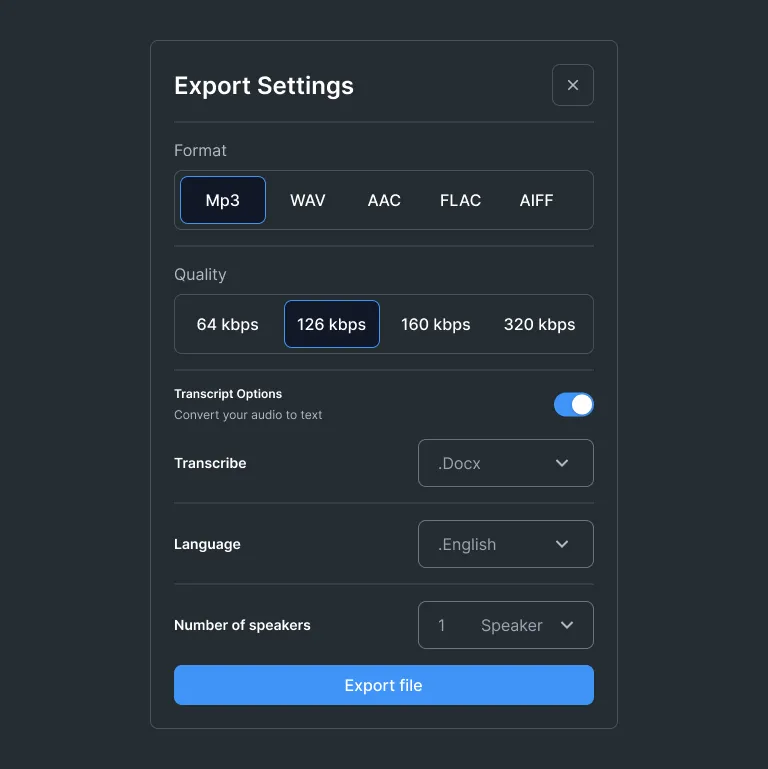 Export Settings
Format
Mp3 WAV AAC FLAC AIFF
Quality
64 kbps 126 kbps 160 kbps 320 kbps
Transcript Options
Convert your audio to text
Transcribe .Docx
Language .English
Number of speakers 1 Speaker
Export file